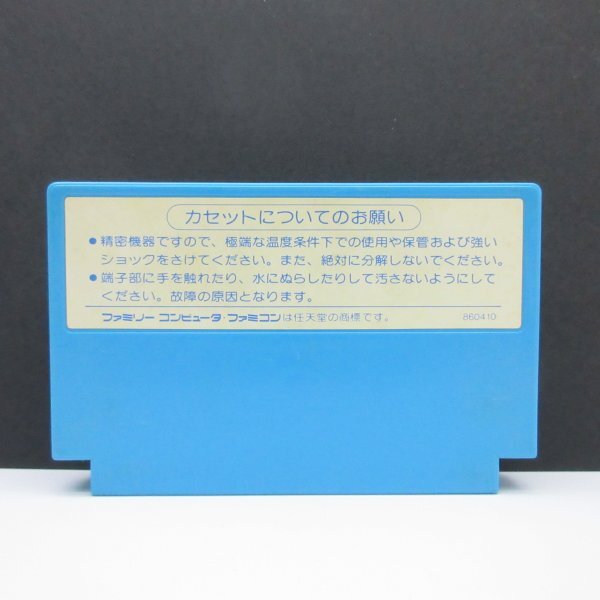 カセットについてのお願い
●精密機器ですので、極端な温度条件下での使用や保管および強い
ショックをさけてください。また、絶対に分解しないでください。
●端子部に手を触れたり、水にぬらしたりして汚さないようにして
ください。故障の原因となります。
ファミリー コンピュータ・ファミコンは任天堂の商標です。 860410